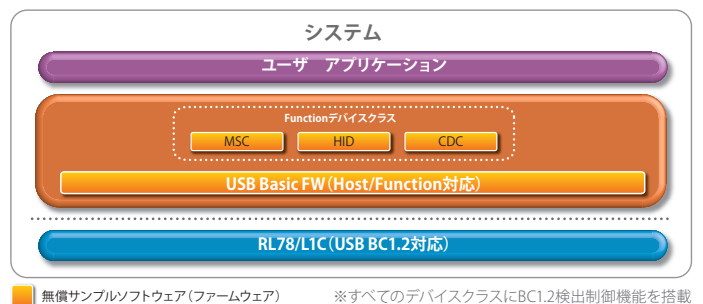 システム
ユーザ　アプリケーション
Functionデバイスクラス
MSC HID CDC
USB Basic FW（Host/Function対応）
RL78/L1C（USB BC1.2対応）
無償サンプルソフトウェア（ファームウェア） ※すべてのデバイスクラスにBC1.2検出制御機能を搭載